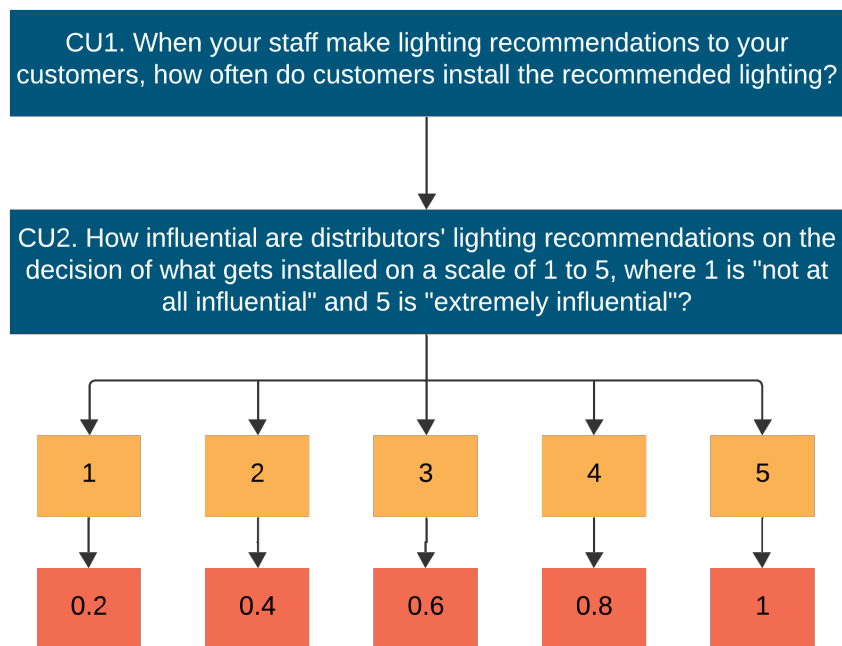 CU1. When your staff make lighting recommendations to your
customers, how often do customers install the recommended lighting?
CU2. How influential are distributors' lighting recommendations on the
decision of what gets installed on a scale of 1 to 5, where 1 is "not at
all influential" and 5 is "extremely influential"?
1 2 3 4 5
0.2 0.4 0.6 0.8 1